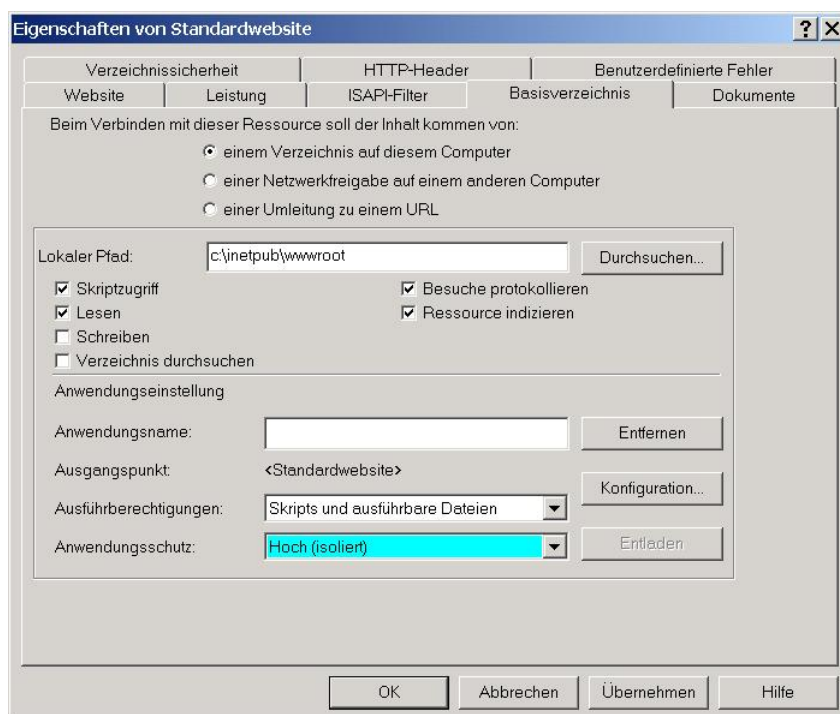 Eigenschaften von Standardwebsite
Verzeichnissicherheit HTTP-Header Benutzerdefinierte Fehler
Website Leistung ISAPI-Filter Basisverzeichnis Dokumente
Beim Verbinden mit dieser Ressource soll der Inhalt kommen von:
einem Verzeichnis auf diesem Computer
einer Netzwerkfreigabe auf einem anderen Computer
einer Umleitung zu einem URL
Lokaler Pfad: c:\inetpub\wwwroot Durchsuchen...
Skriptzugriff Besuche protokollieren
Lesen Ressource indizieren
Schreiben
Verzeichnis durchsuchen
Anwendungseinstellung
Anwendungsname: Entfernen
Ausgangspunkt: <Standardwebsite>
Konfiguration...
Ausführberechtigungen: Skripts und ausführbare Dateien
Anwendungsschutz: Hoch (isoliert) Entladen
OK Abbrechen Übernehmen Hilfe